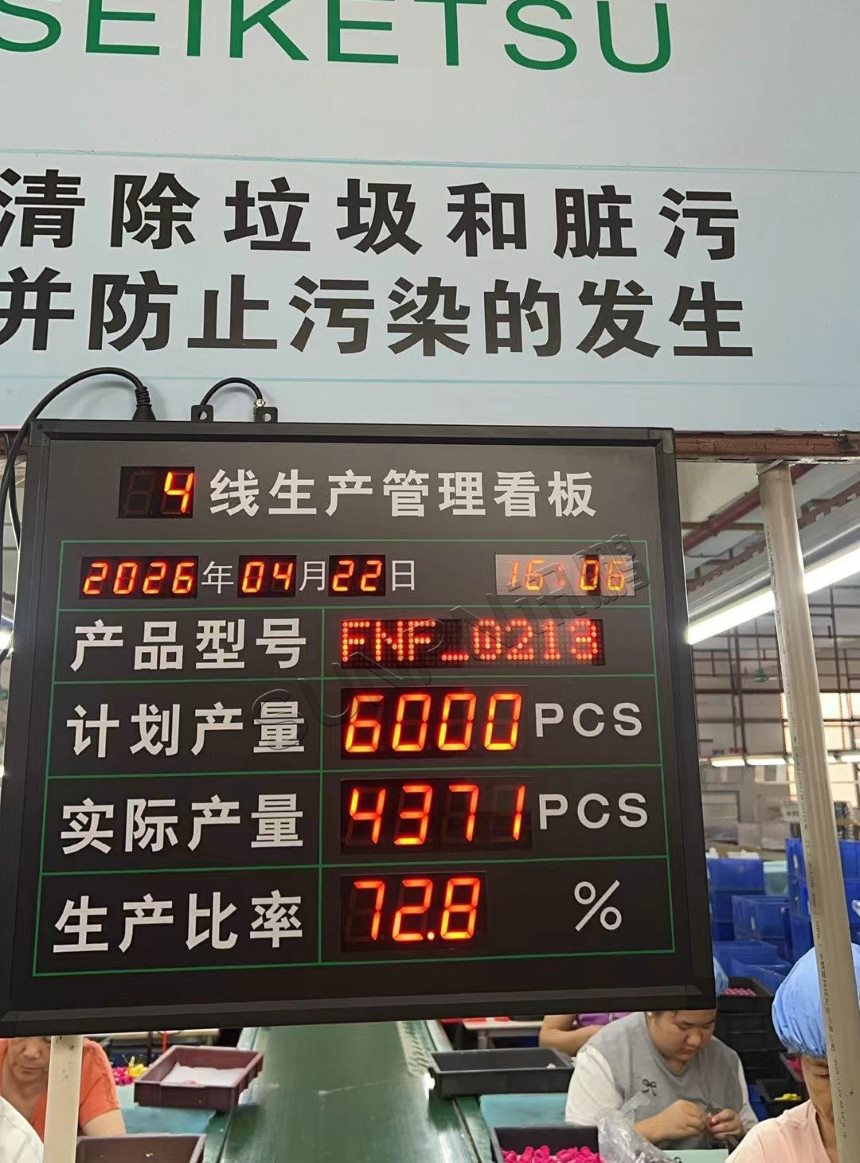 SEIKETSU
清除垃圾和脏污
并防止污染的发生
4 线生产管理看板
2026年04月22日 16:06
产品型号 FNF_0213
计划产量 6000 PCS
实际产量 4371 PCS
生产比率 72.8 %